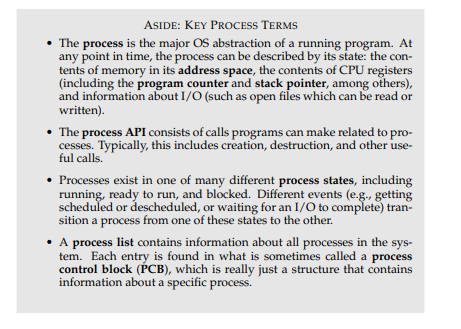 ASIDE: KEY PROCESS TERMS
• The process is the major OS abstraction of a running program. At
any point in time, the process can be described by its state: the con-
tents of memory in its address space, the contents of CPU registers
(including the program counter and stack pointer, among others),
and information about I/O (such as open files which can be read or
written).
• The process API consists of calls programs can make related to pro-
cesses. Typically, this includes creation, destruction, and other use-
ful calls.
• Processes exist in one of many different process states, including
running, ready to run, and blocked. Different events (e.g., getting
scheduled or descheduled, or waiting for an I/O to complete) tran-
sition a process from one of these states to the other.
• A process list contains information about all processes in the sys-
tem. Each entry is found in what is sometimes called a process
control block (PCB), which is really just a structure that contains
information about a specific process.